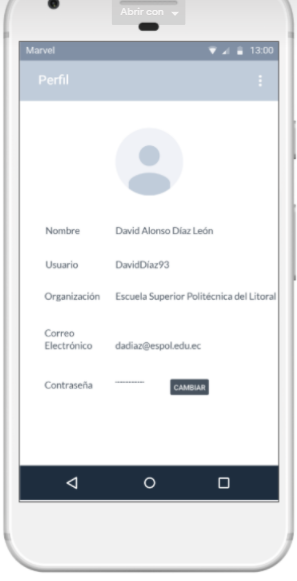 Abrir con
Marvel 13:00
Perfil
Nombre David Alonso Díaz León
Usuario DavidDíaz93
Organización Escuela Superior Politécnica del Litoral
Correo
Electrónico dadiaz@espol.edu.ec
Contraseña ---------- CAMBIAR